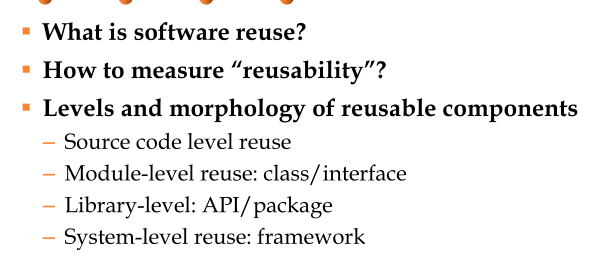 ▪ What is software reuse?
▪ How to measure “reusability”?
▪ Levels and morphology of reusable components
– Source code level reuse
– Module-level reuse: class/interface
– Library-level: API/package
– System-level reuse: framework